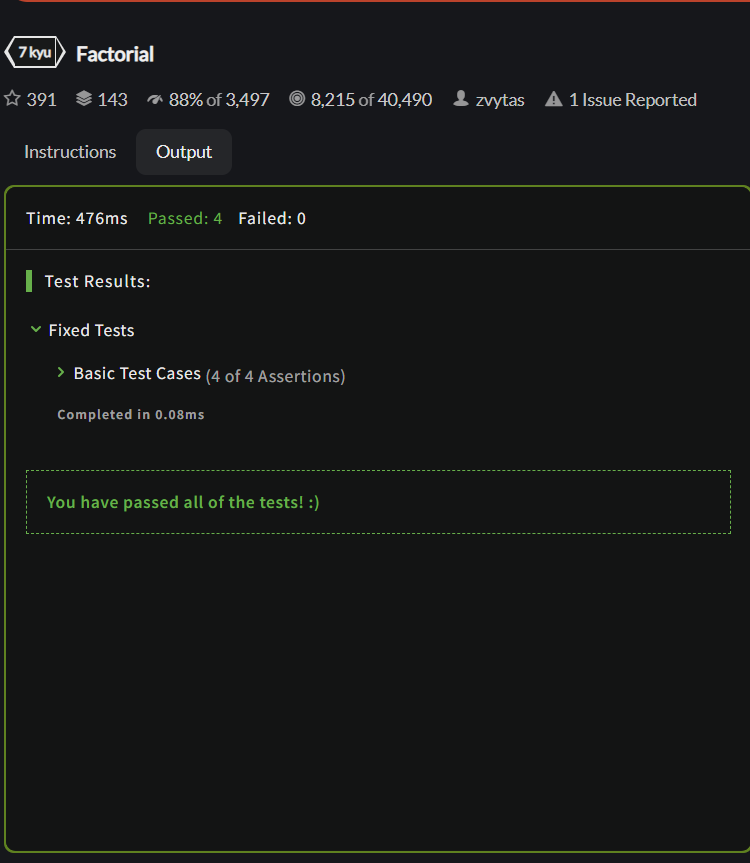 7 kyu Factorial
391 143 88% of 3,497 8,215 of 40,490 zvytas 1 Issue Reported
Instructions Output
Time: 476ms Passed: 4 Failed: 0
Test Results:
Fixed Tests
Basic Test Cases (4 of 4 Assertions)
Completed in 0.08ms
You have passed all of the tests! :)